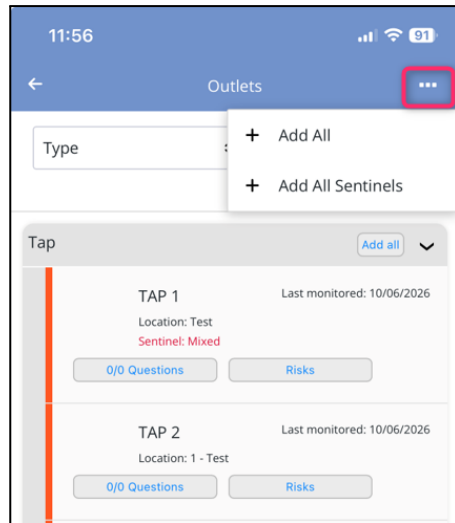 11:56 91
Outlets
+ Add All
Type
+ Add All Sentinels
Tap Add all
TAP 1 Last monitored: 10/06/2026
Location: Test
Sentinel: Mixed
0/0 Questions Risks
TAP 2 Last monitored: 10/06/2026
Location: 1 - Test
0/0 Questions Risks